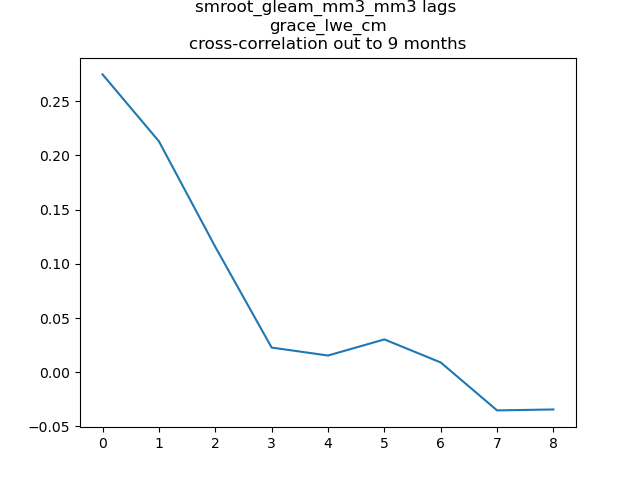 smroot_gleam_mm3_mm3 lags
grace_lwe_cm
cross-correlation out to 9 months
0.25
0.20
0.15
0.10
0.05
0.00
−0.05
0 1 2 3 4 5 6 7 8